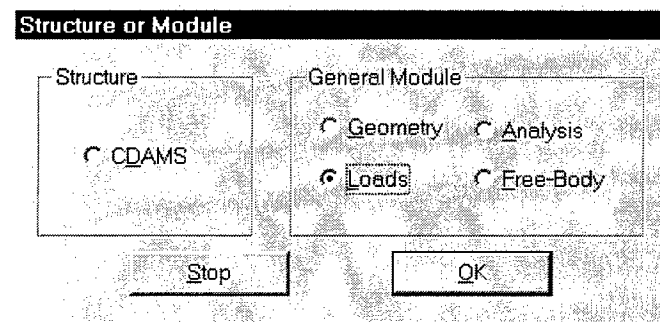 Structure or Module
Structure
General Module
CDAMS
Geometry
Analysis
Loads
Free-Body
Stop
OK